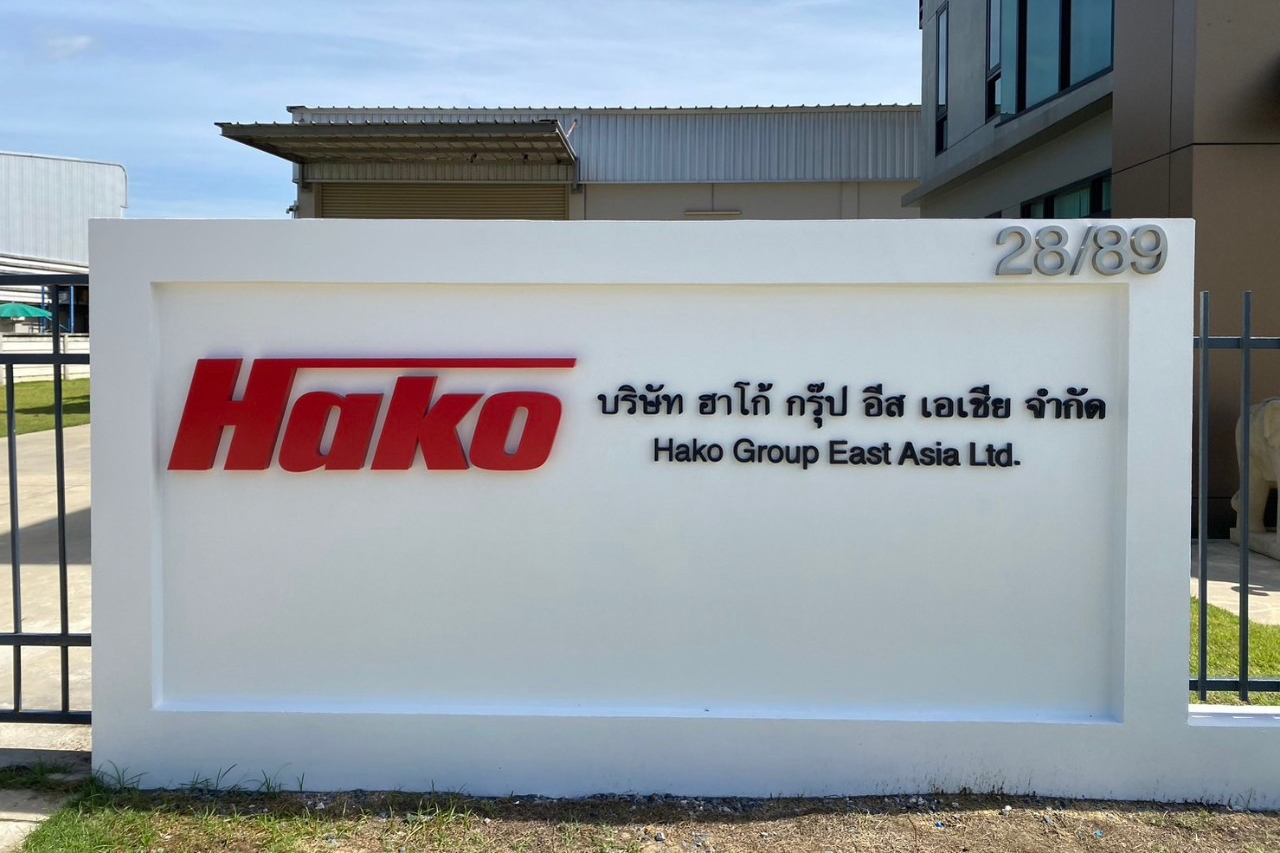 28/89
Hako
บริษัท ฮาโก้ กรุ๊ป อีส เอเชีย จำกัด
Hako Group East Asia Ltd.